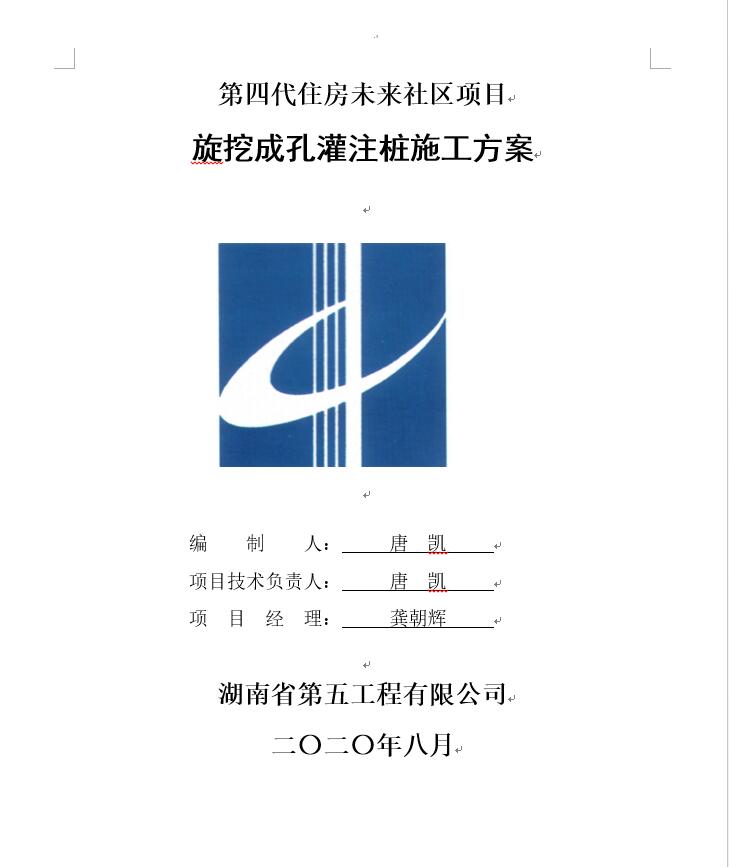 第四代住房未来社区项目
旋挖成孔灌注桩施工方案
编 制 人：唐 凯
项目技术负责人：唐 凯
项 目 经 理：龚朝辉
湖南省第五工程有限公司
二〇二〇年八月